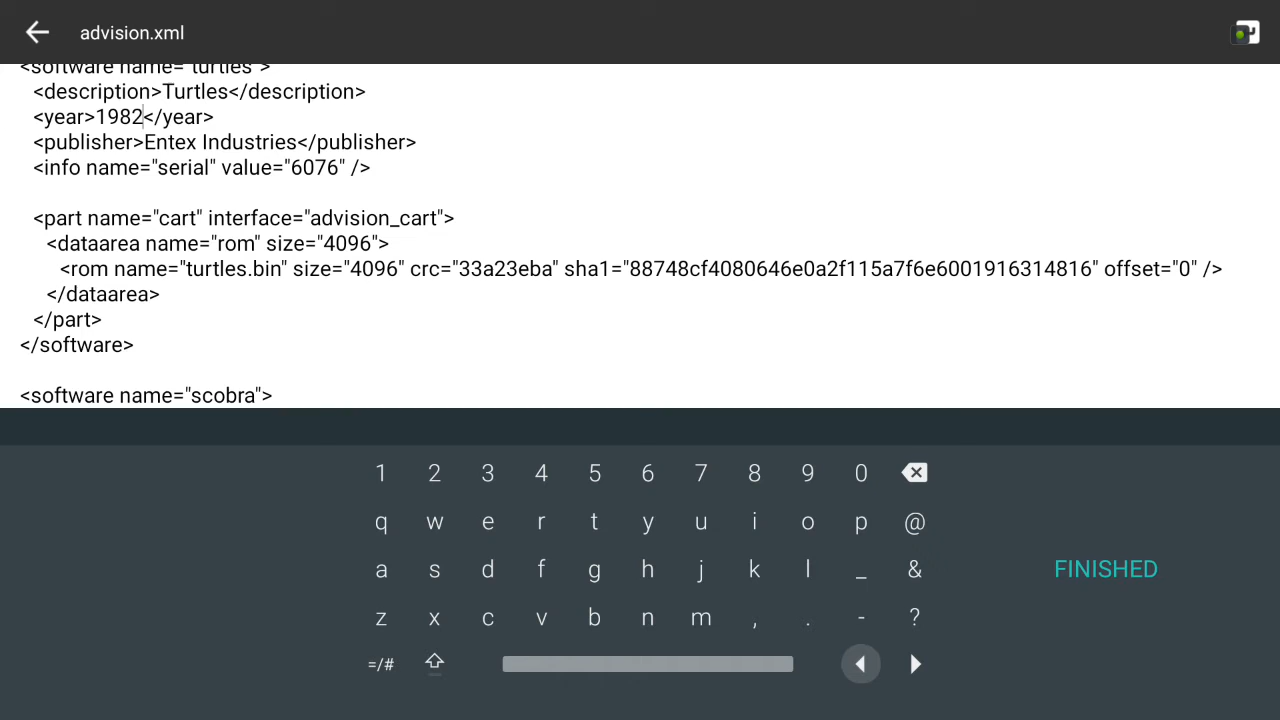 advision.xml
<software name="turtles">
<description>Turtles</description>
<year>1982</year>
<publisher>Entex Industries</publisher>
<info name="serial" value="6076" />
<part name="cart" interface="advision_cart">
<dataarea name="rom" size="4096">
<rom name="turtles.bin" size="4096" crc="33a23eba" sha1="88748cf4080646e0a2f115a7f6e6001916314816" offset="0" />
</dataarea>
</part>
</software>
<software name="scobra">
1 2 3 4 5 6 7 8 9 0
q w e r t y u i o p @
a s d f g h j k l _ &
FINISHED
z x c v b n m , . - ?
=/#